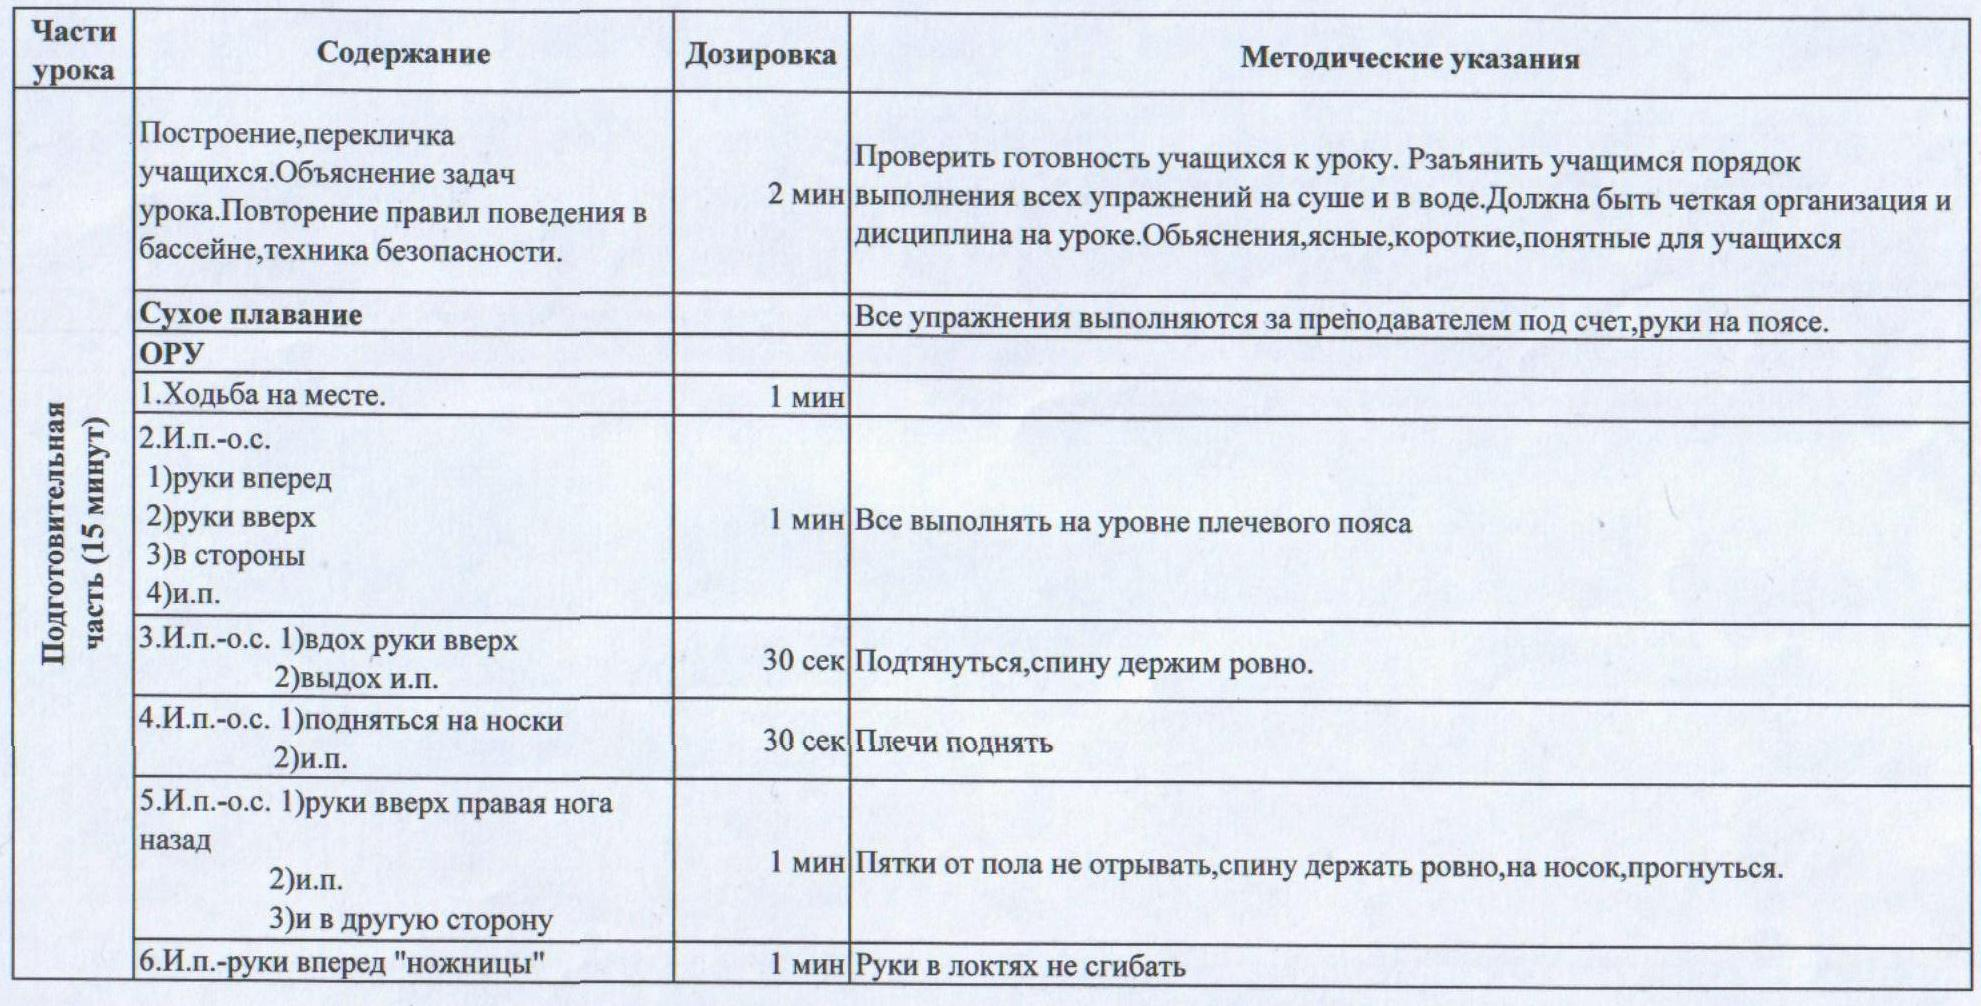 Части урока
Содержание
Дозировка
Методические указания
Подготовительная
часть (15 минут)
Построение,перекличка
учащихся.Объяснение задач
урока.Повторение правил поведения в
бассейне,техника безопасности.
2 мин
Проверить готовность учащихся к уроку. Рзаъянить учащимся порядок
выполнения всех упражнений на суше и в воде.Должна быть четкая организация и
дисциплина на уроке.Обьяснения,ясные,короткие,понятные для учащихся
Сухое плавание
Все упражнения выполняются за преподавателем под счет,руки на поясе.
ОРУ
1.Ходьба на месте.
1 мин
2.И.п.-о.с.
1)руки вперед
2)руки вверх
3)в стороны
4)и.п.
1 мин
Все выполнять на уровне плечевого пояса
3.И.п.-о.с. 1)вдох руки вверх
2)выдох и.п.
30 сек
Подтянуться,спину держим ровно.
4.И.п.-о.с. 1)подняться на носки
2)и.п.
30 сек
Плечи поднять
5.И.п.-о.с. 1)руки вверх правая нога
назад
2)и.п.
3)и в другую сторону
1 мин
Пятки от пола не отрывать,спину держать ровно,на носок,прогнуться.
6.И.п.-руки вперед "ножницы"
1 мин
Руки в локтях не сгибать